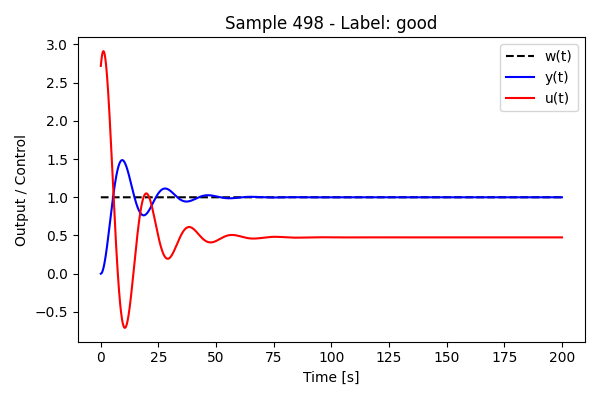 Sample 498 - Label: good
3.0
2.5
2.0
1.5
1.0
0.5
0.0
−0.5
Output / Control
w(t)
y(t)
u(t)
0 25 50 75 100 125 150 175 200
Time [s]